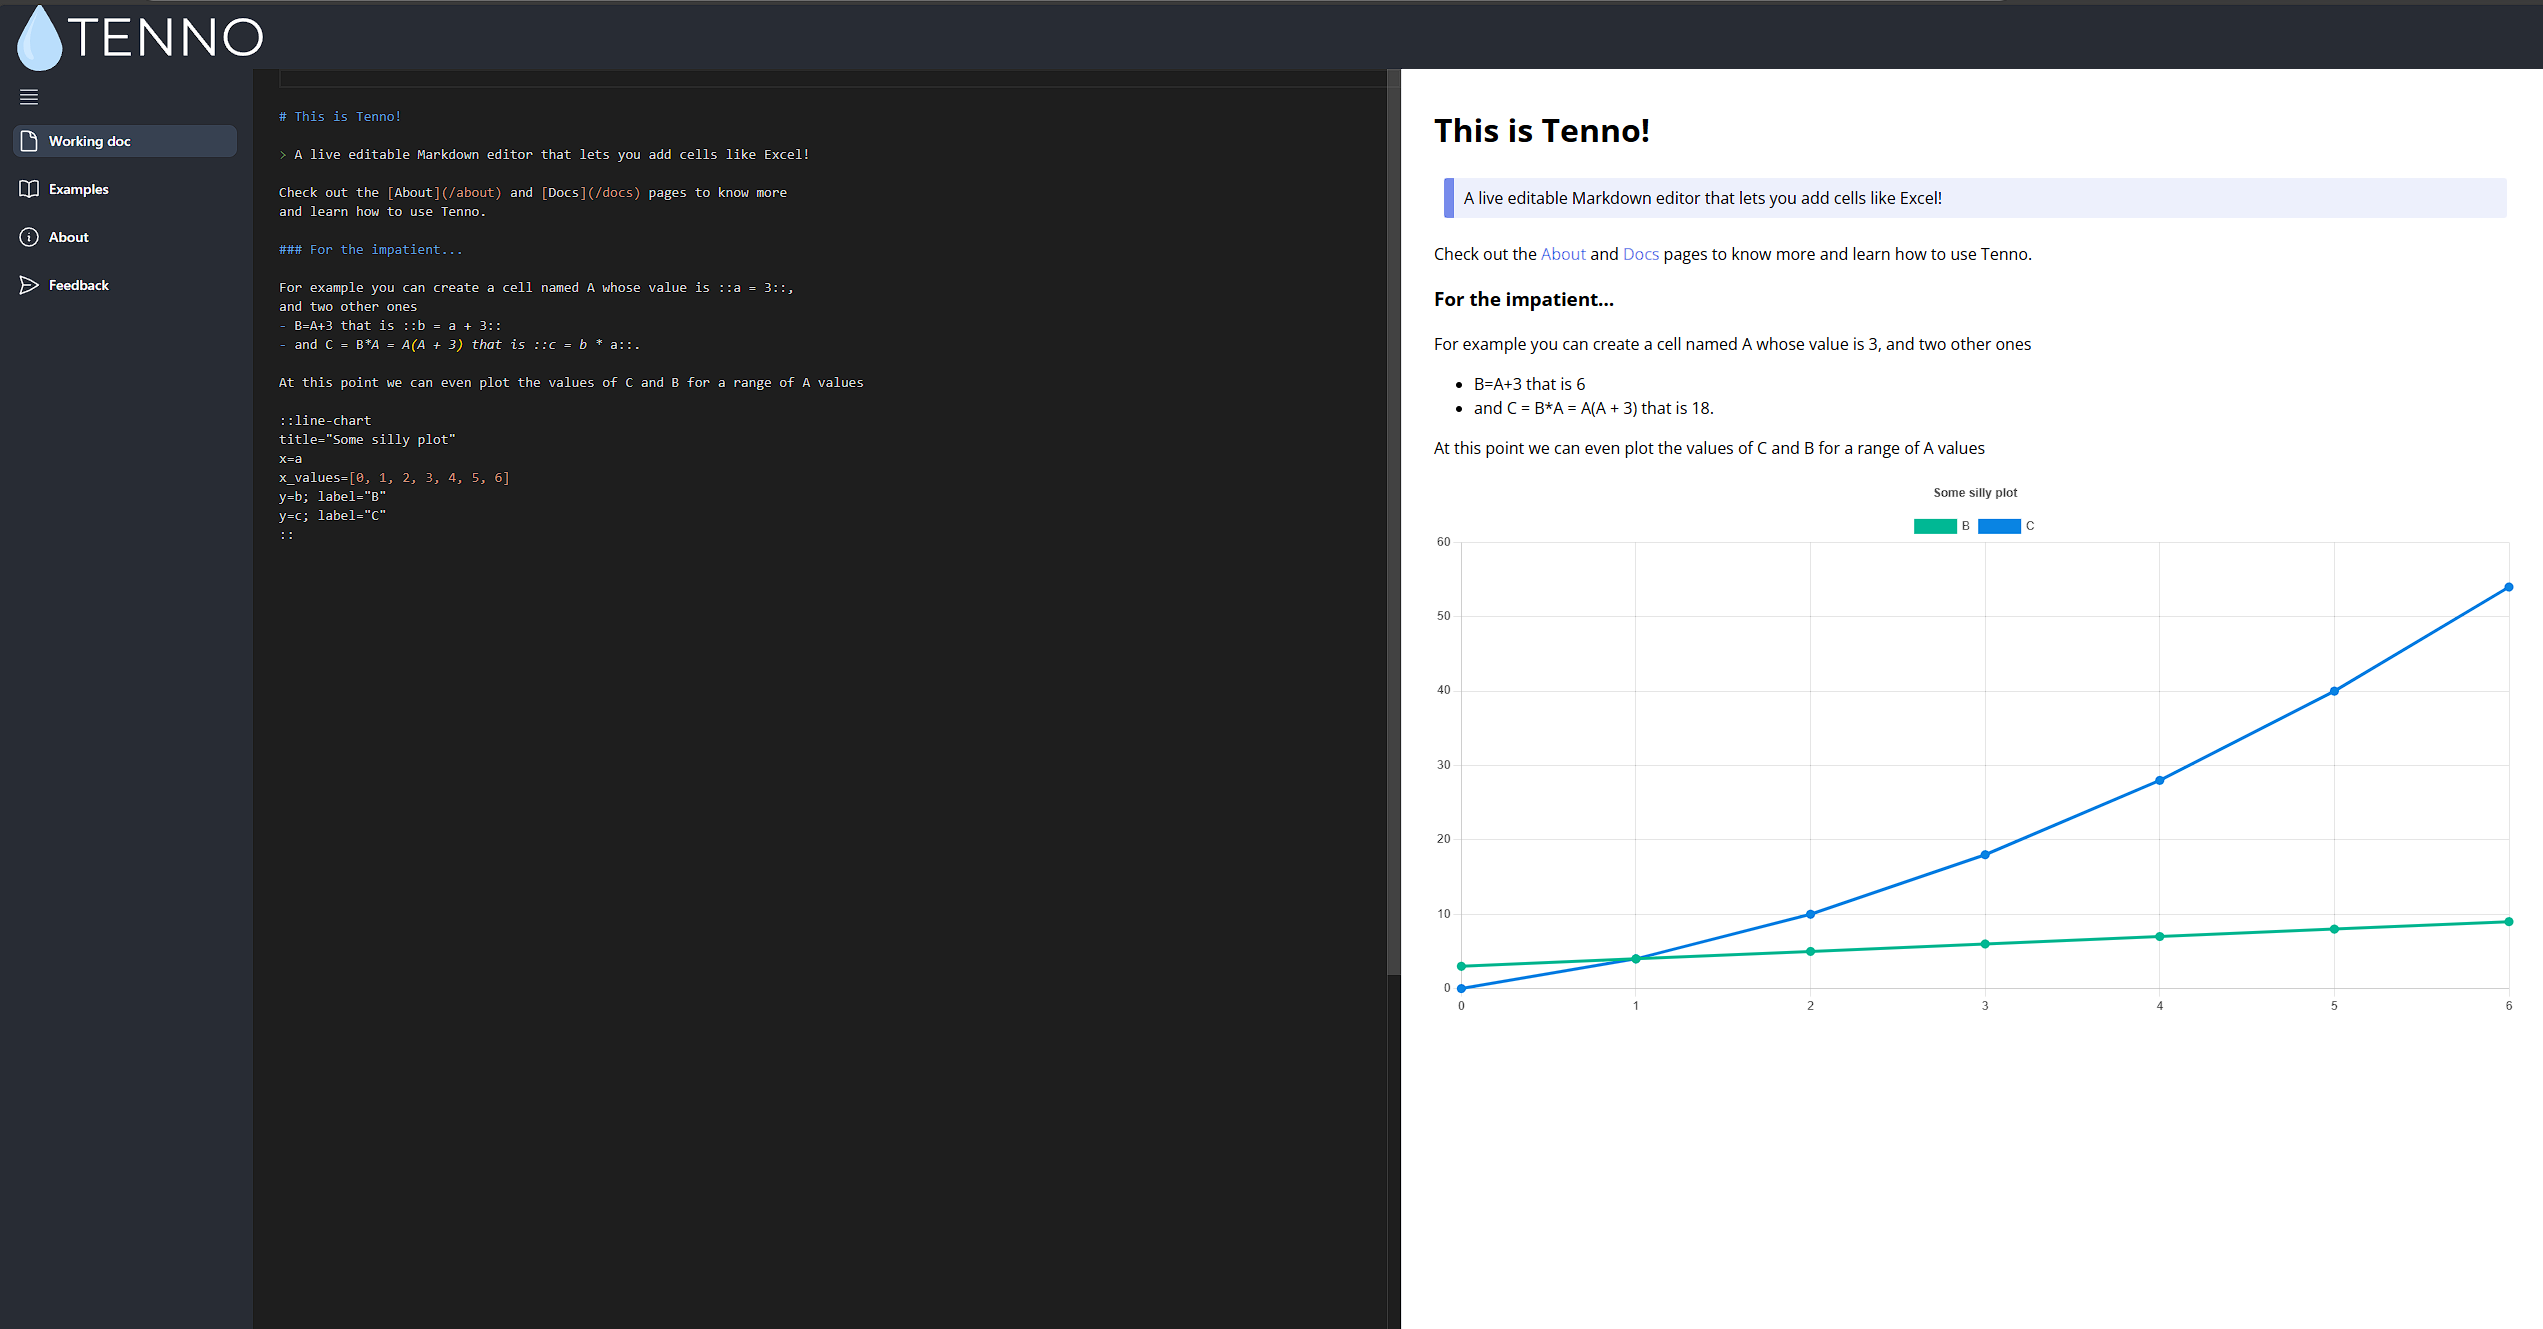 TENNO
Working doc
Examples
About
Feedback
# This is Tenno!
> A live editable Markdown editor that lets you add cells like Excel!
Check out the [About](/about) and [Docs](/docs) pages to know more
and learn how to use Tenno.
### For the impatient...
For example you can create a cell named A whose value is ::a = 3::,
and two other ones
- B=A+3 that is ::b = a + 3::
- and C = B*A = A(A + 3) that is ::c = b * a::.
At this point we can even plot the values of C and B for a range of A values
::line-chart
title="Some silly plot"
x=a
x_values=[0, 1, 2, 3, 4, 5, 6]
y=b; label="B"
y=c; label="C"
::
This is Tenno!
A live editable Markdown editor that lets you add cells like Excel!
Check out the About and Docs pages to know more and learn how to use Tenno.
For the impatient...
For example you can create a cell named A whose value is 3, and two other ones
• B=A+3 that is 6
• and C = B*A = A(A + 3) that is 18.
At this point we can even plot the values of C and B for a range of A values
Some silly plot
B C
60
50
40
30
20
10
0
0 1 2 3 4 5 6